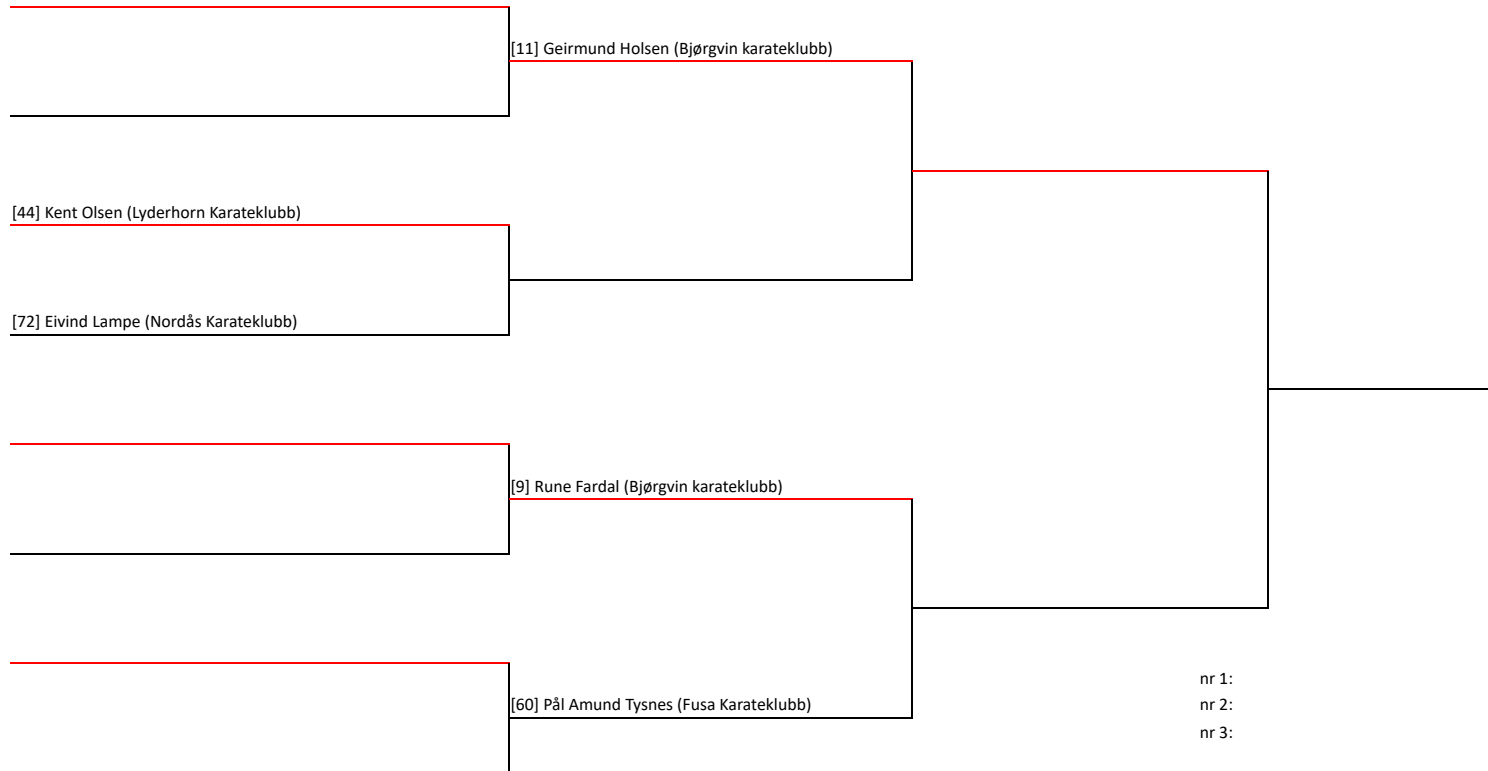 [11] Geirmund Holsen (Bjørgvin karateklubb)
[44] Kent Olsen (Lyderhorn Karateklubb)
[72] Eivind Lampe (Nordås Karateklubb)
[9] Rune Fardal (Bjørgvin karateklubb)
[60] Pål Amund Tysnes (Fusa Karateklubb)
nr 1:
nr 2:
nr 3: